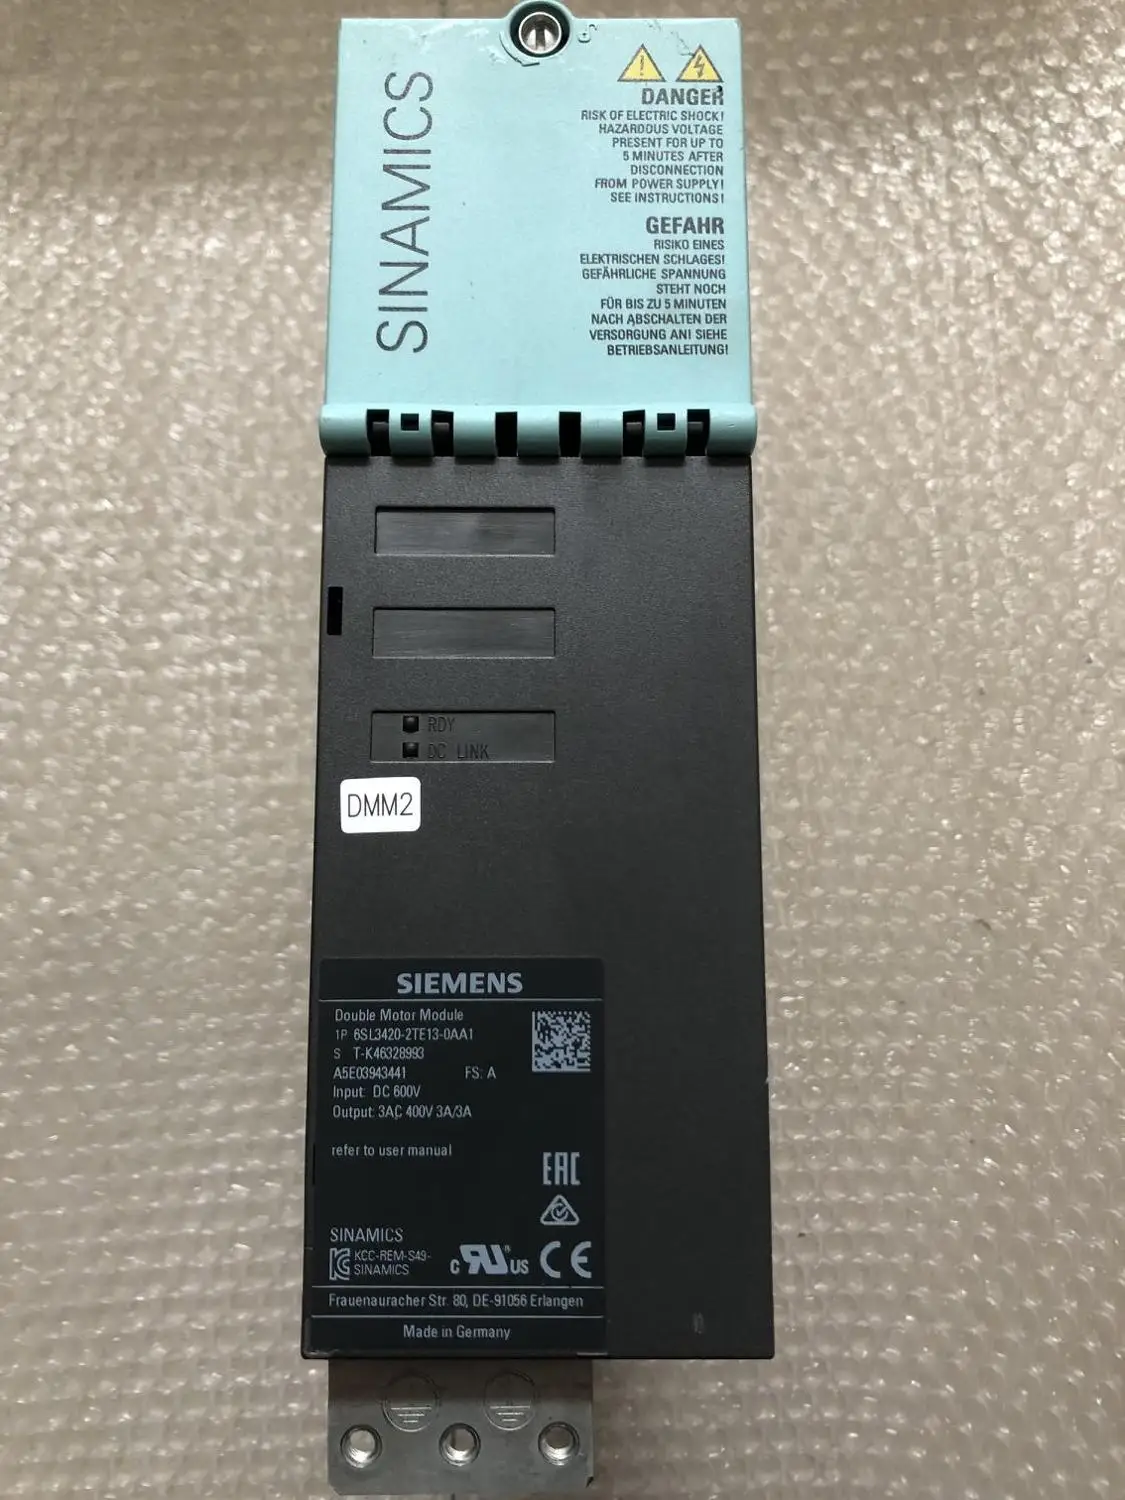 SINAMICS
DANGER
RISK OF ELECTRIC SHOCK!
HAZARDOUS VOLTAGE
PRESENT FOR UP TO
5 MINUTES AFTER
DISCONNECTION
FROM POWER SUPPLY!
SEE INSTRUCTIONS!
GEFAHR
RISIKO EINES
ELEKTRISCHEN SCHLAGES!
GEFÄHRLICHE SPANNUNG
STEHT NOCH
FÜR BIS ZU 5 MINUTEN
NACH ABSCHALTEN DER
VERSORGUNG AN! SIEHE
BETRIEBSANLEITUNG!
RDY
DC LINK
DMM2
SIEMENS
Double Motor Module
1P 6SL3420-2TE13-0AA1
S T-K46328993
A5E03943441 FS: A
Input: DC 600V
Output: 3AC 400V 3A/3A
refer to user manual
EAC
SINAMICS
KCC-REM-S49-
SINAMICS
c RU US CE
Frauenauracher Str. 80, DE-91056 Erlangen
Made in Germany